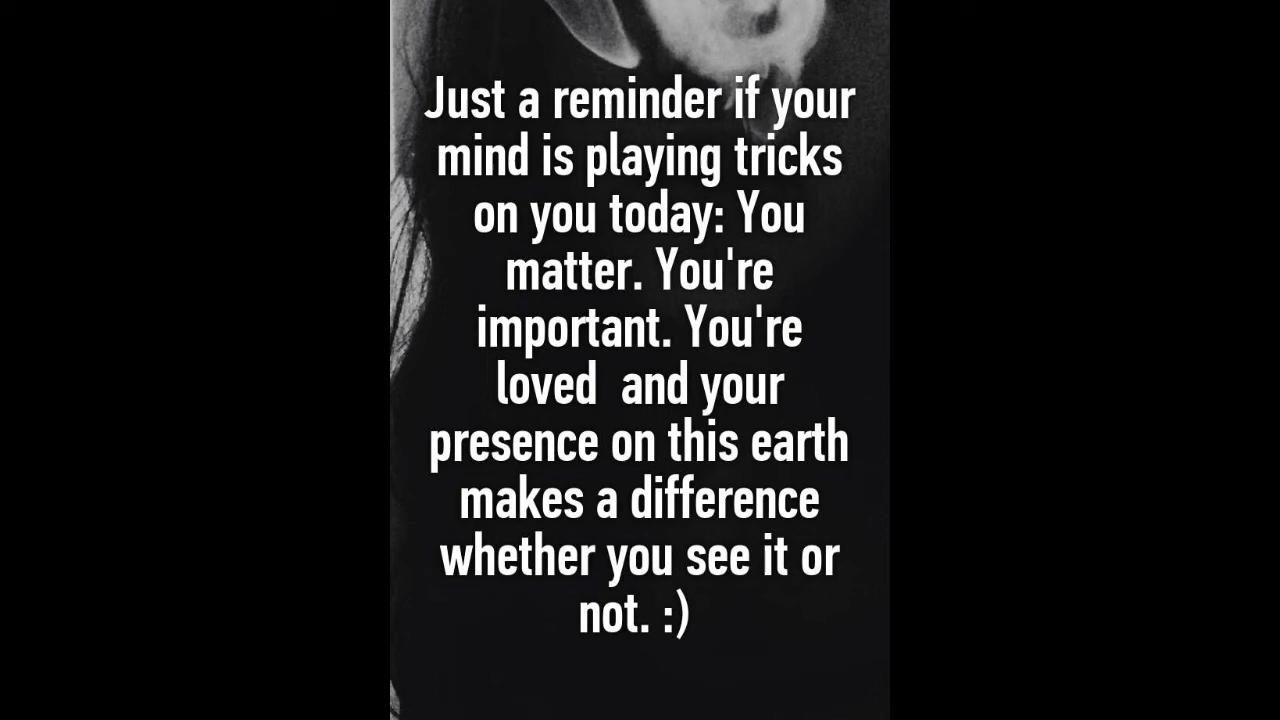 Just a reminder if your
mind is playing tricks
on you today: You
matter. You're
important. You're
loved  and your
presence on this earth
makes a difference
whether you see it or
not. :)